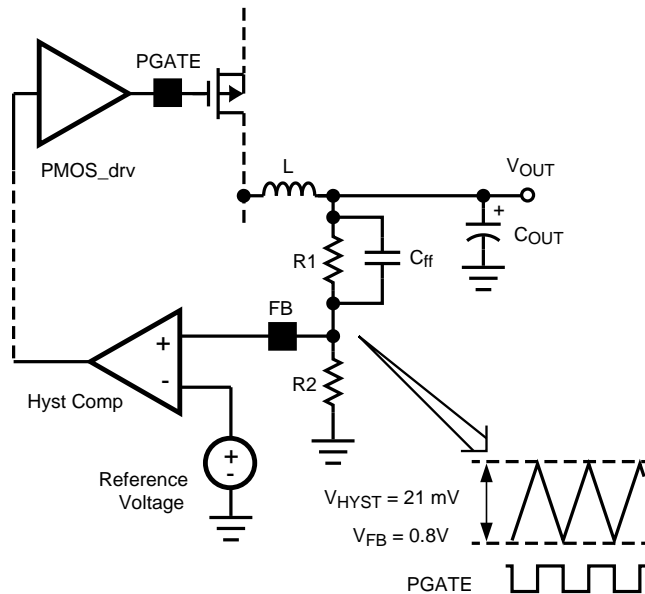 PGATE
PMOS_drv
L
VOUT
+
COUT
R1
Cff
FB
+
-
Hyst Comp
R2
Reference
Voltage
+
-
VHYST = 21 mV
VFB = 0.8V
PGATE